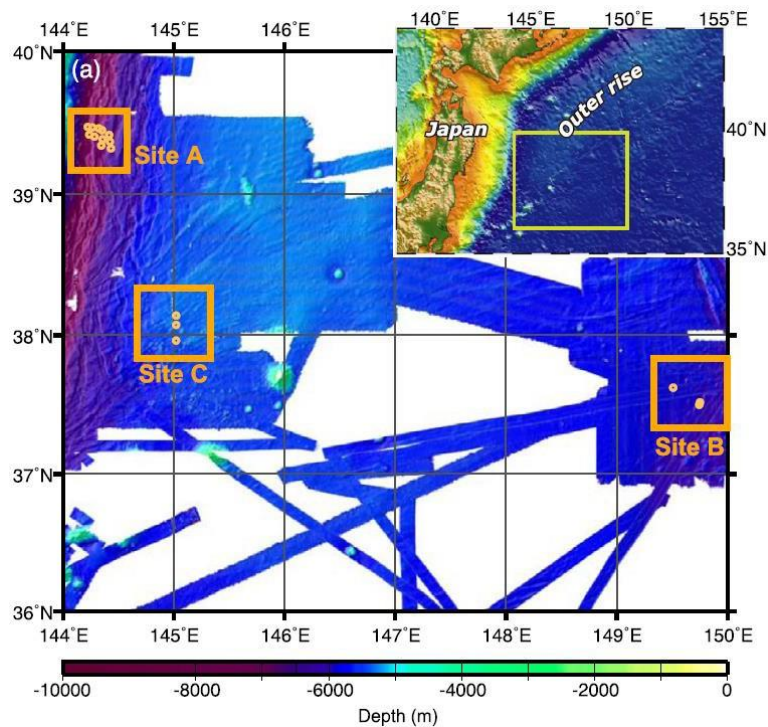 144˚E 145˚E 146˚E
140˚E 145˚E 150˚E 155˚E
40˚N
(a)
Outer rise
Japan
40˚N
Site A
39˚N
35˚N
38˚N
Site C
Site B
37˚N
36˚N
144˚E 145˚E 146˚E 147˚E 148˚E 149˚E 150˚E
-10000 -8000 -6000 -4000 -2000 0
Depth (m)